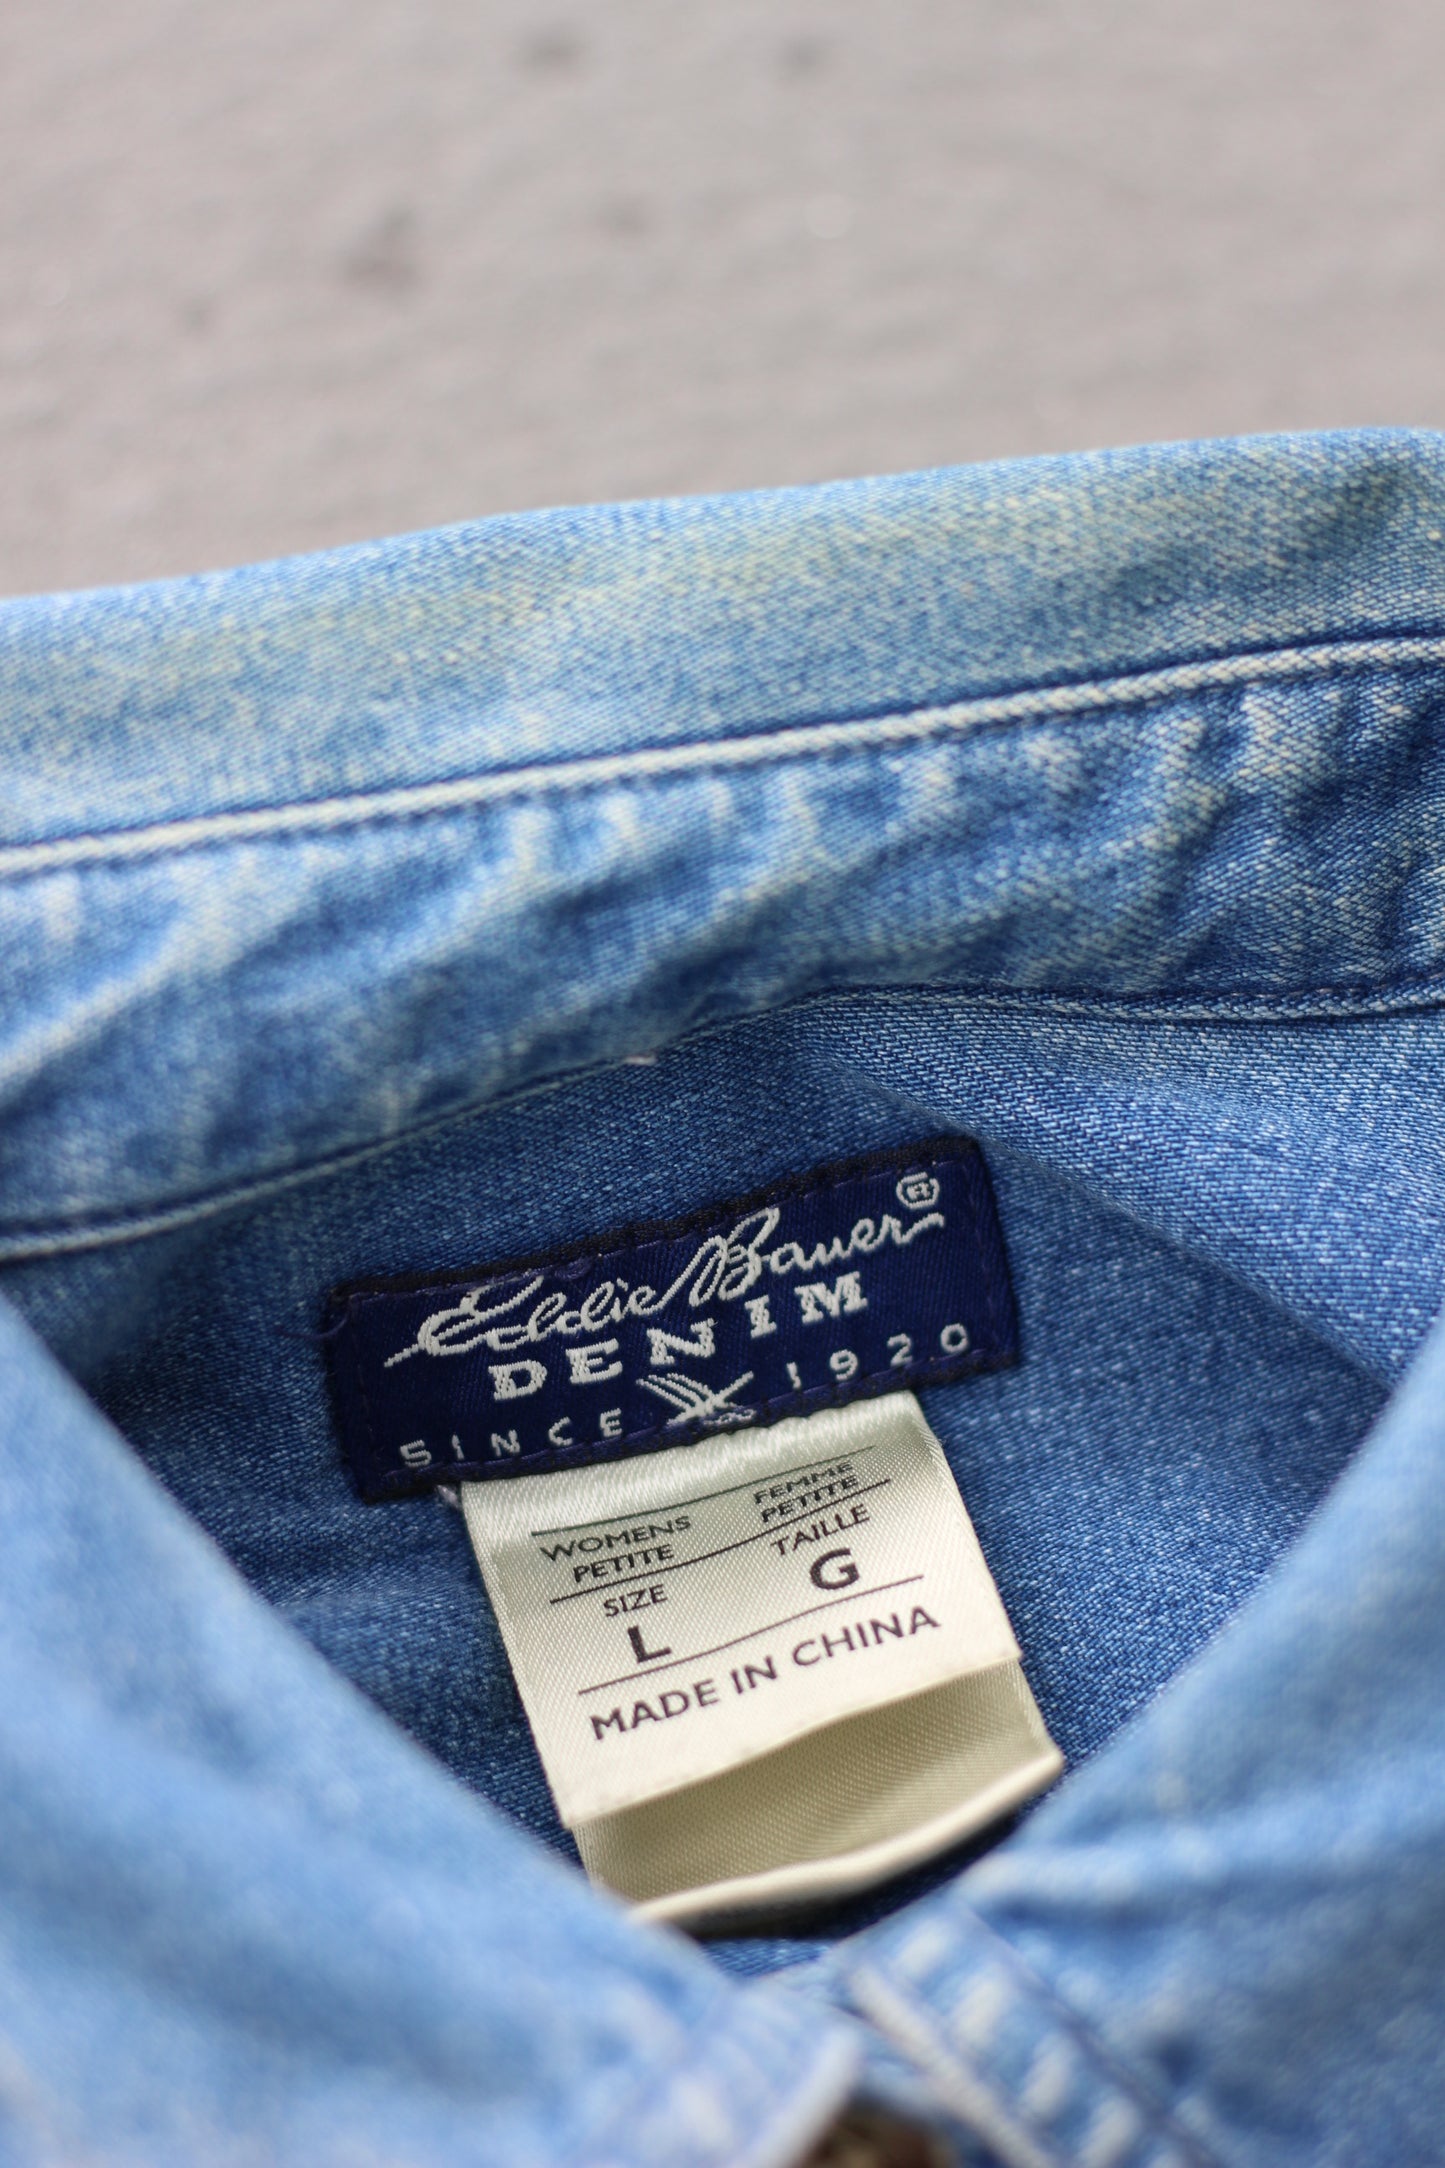 Eddie Bauer®
DENIM
SINCE 1920
WOMENS PETITE FEMME PETITE
SIZE TAILLE
L G
MADE IN CHINA